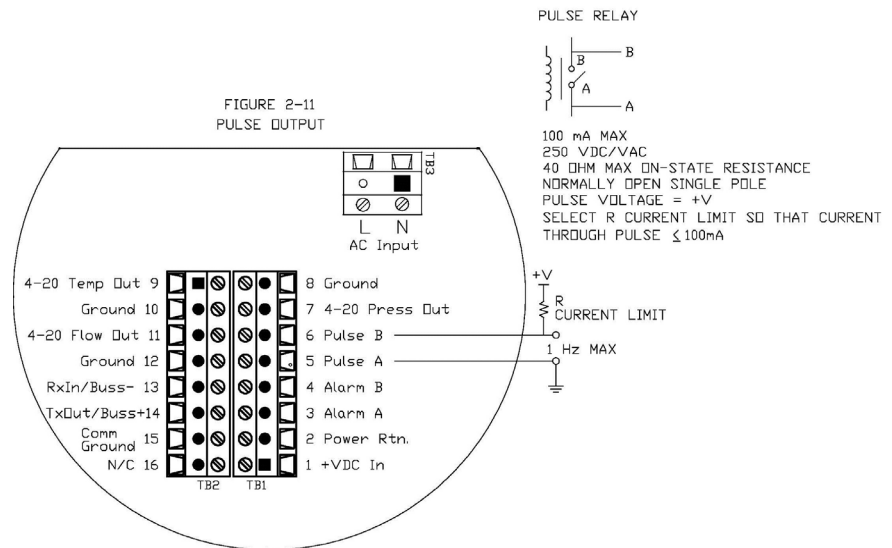 PULSE RELAY
B
B
A
A
100 mA MAX
250 VDC/VAC
40 OHM MAX ON-STATE RESISTANCE
NORMALLY OPEN SINGLE POLE
PULSE VOLTAGE = +V
SELECT R CURRENT LIMIT SO THAT CURRENT
THROUGH PULSE ≤ 100mA
FIGURE 2-11
PULSE OUTPUT
TB3
L N
AC Input
4-20 Temp Out 9
Ground 10
4-20 Flow Out 11
Ground 12
RxIn/Buss- 13
TxOut/Buss+14
Comm
Ground 15
N/C 16
8 Ground
7 4-20 Press Out
6 Pulse B
5 Pulse A
4 Alarm B
3 Alarm A
2 Power Rtn.
1 +VDC In
TB2 TB1
+V
R
CURRENT LIMIT
1 Hz MAX